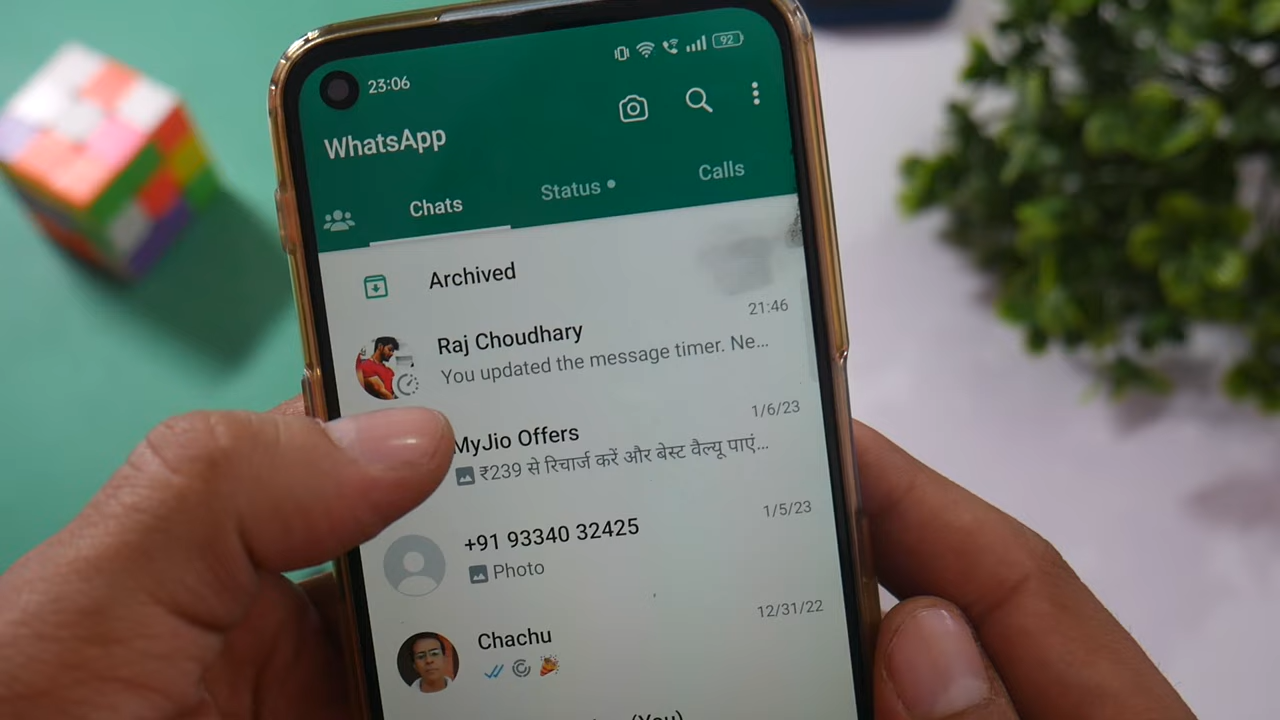 23:06
92
WhatsApp
Chats
Status
Calls
Archived
Raj Choudhary
21:46
You updated the message timer. Ne...
MyJio Offers
1/6/23
₹239 से रिचार्ज करें और बेस्ट वैल्यू पाएं...
+91 93340 32425
1/5/23
Photo
Chachu
12/31/22
(You)